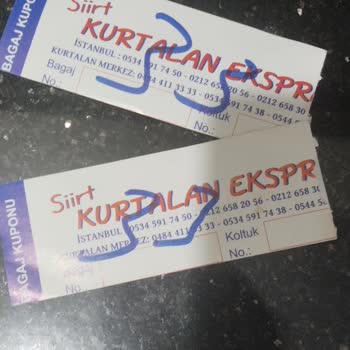 BAGAJ KUPONU
Siirt
KURTALAN EKSPR
İSTANBUL : 0534 591 74 50 - 0212 658 20 56 - 0212 658 30
KURTALAN MERKEZ: 0484 411 33 33 - 0534 591 74 38 - 0544
Bagaj
No.:
Koltuk
No.:
BAGAJ KUPONU
Siirt
KURTALAN EKSPR
İSTANBUL : 0534 591 74 50 - 0212 658 20 56 - 0212 658 30
KURTALAN MERKEZ: 0484 411 33 33 - 0534 591 74 38 - 0544
Bagaj
No.:
Koltuk
No.: